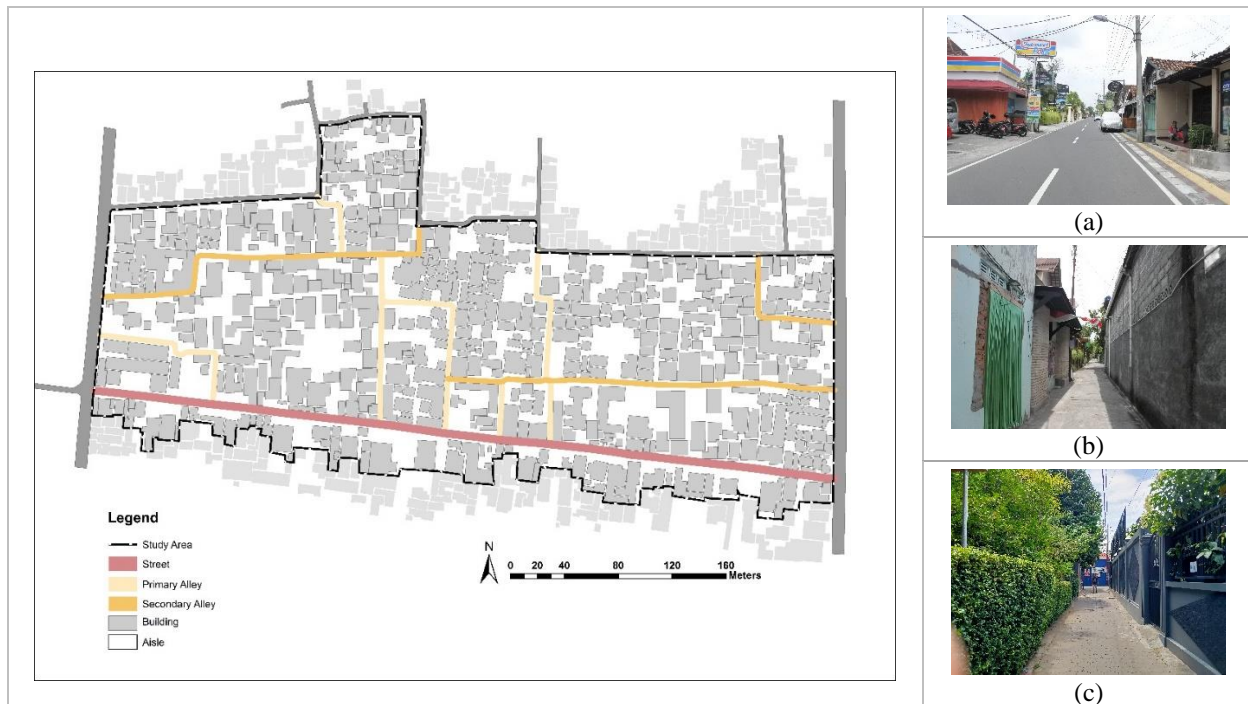 Legend
Study Area
Street
Primary Alley
Secondary Alley
Building
Aisle
N
0 20 40 80 120 160
Meters
(a)
(b)
(c)